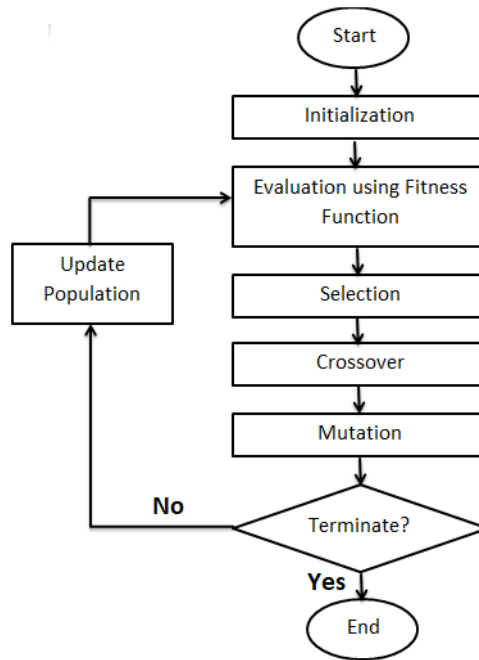 Start
Initialization
Evaluation using Fitness
Function
Update
Population
Selection
Crossover
Mutation
No
Terminate?
Yes
End